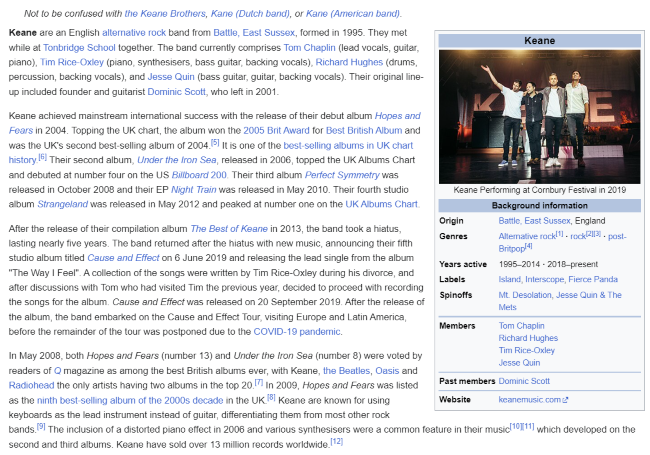 Not to be confused with the Keane Brothers, Kane (Dutch band), or Kane (American band).
Keane are an English alternative rock band from Battle, East Sussex, formed in 1995. They met
while at Tonbridge School together. The band currently comprises Tom Chaplin (lead vocals, guitar,
piano), Tim Rice-Oxley (piano, synthesisers, bass guitar, backing vocals), Richard Hughes (drums,
percussion, backing vocals), and Jesse Quin (bass guitar, guitar, backing vocals). Their original line-
up included founder and guitarist Dominic Scott, who left in 2001.
Keane achieved mainstream international success with the release of their debut album Hopes and
Fears in 2004. Topping the UK chart, the album won the 2005 Brit Award for Best British Album and
was the UK's second best-selling album of 2004.[5] It is one of the best-selling albums in UK chart
history.[6] Their second album, Under the Iron Sea, released in 2006, topped the UK Albums Chart
and debuted at number four on the US Billboard 200. Their third album Perfect Symmetry was
released in October 2008 and their EP Night Train was released in May 2010. Their fourth studio
album Strangeland was released in May 2012 and peaked at number one on the UK Albums Chart.
After the release of their compilation album The Best of Keane in 2013, the band took a hiatus,
lasting nearly five years. The band returned after the hiatus with new music, announcing their fifth
studio album titled Cause and Effect on 6 June 2019 and releasing the lead single from the album
"The Way I Feel". A collection of the songs were written by Tim Rice-Oxley during his divorce, and
after discussions with Tom who had visited Tim the previous year, decided to proceed with recording
the songs for the album. Cause and Effect was released on 20 September 2019. After the release of
the album, the band embarked on the Cause and Effect Tour, visiting Europe and Latin America,
before the remainder of the tour was postponed due to the COVID-19 pandemic.
In May 2008, both Hopes and Fears (number 13) and Under the Iron Sea (number 8) were voted by
readers of Q magazine as among the best British albums ever, with Keane, the Beatles, Oasis and
Radiohead the only artists having two albums in the top 20.[7] In 2009, Hopes and Fears was listed
as the ninth best-selling album of the 2000s decade in the UK.[8] Keane are known for using
keyboards as the lead instrument instead of guitar, differentiating them from most other rock
bands.[9] The inclusion of a distorted piano effect in 2006 and various synthesisers were a common feature in their music[10][11] which developed on the
second and third albums. Keane have sold over 13 million records worldwide.[12]
Keane
KEANE
Keane Performing at Cornbury Festival in 2019
Background information
Origin Battle, East Sussex, England
Genres Alternative rock[1] · rock[2][3] · post-
Britpop[4]
Years active 1995–2014 · 2018–present
Labels Island, Interscope, Fierce Panda
Spinoffs Mt. Desolation, Jesse Quin & The
Mets
Members Tom Chaplin
Richard Hughes
Tim Rice-Oxley
Jesse Quin
Past members Dominic Scott
Website keanemusic.com